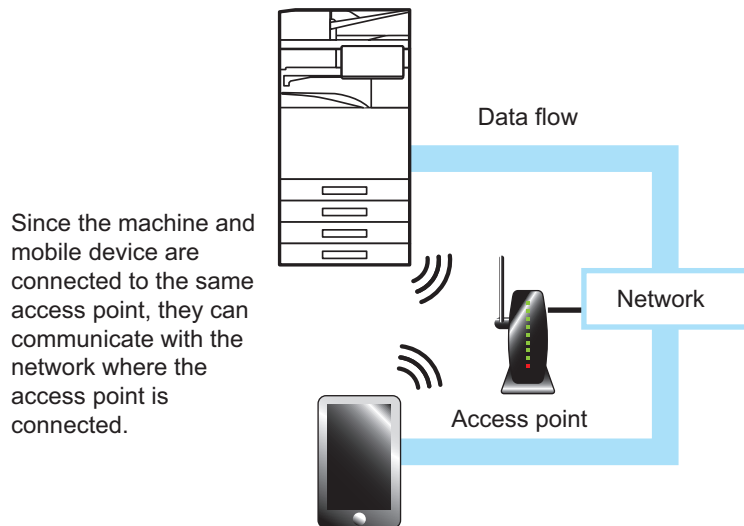 Data flow
Since the machine and
mobile device are
connected to the same
access point, they can
communicate with the
network where the
access point is
connected.
Network
Access point